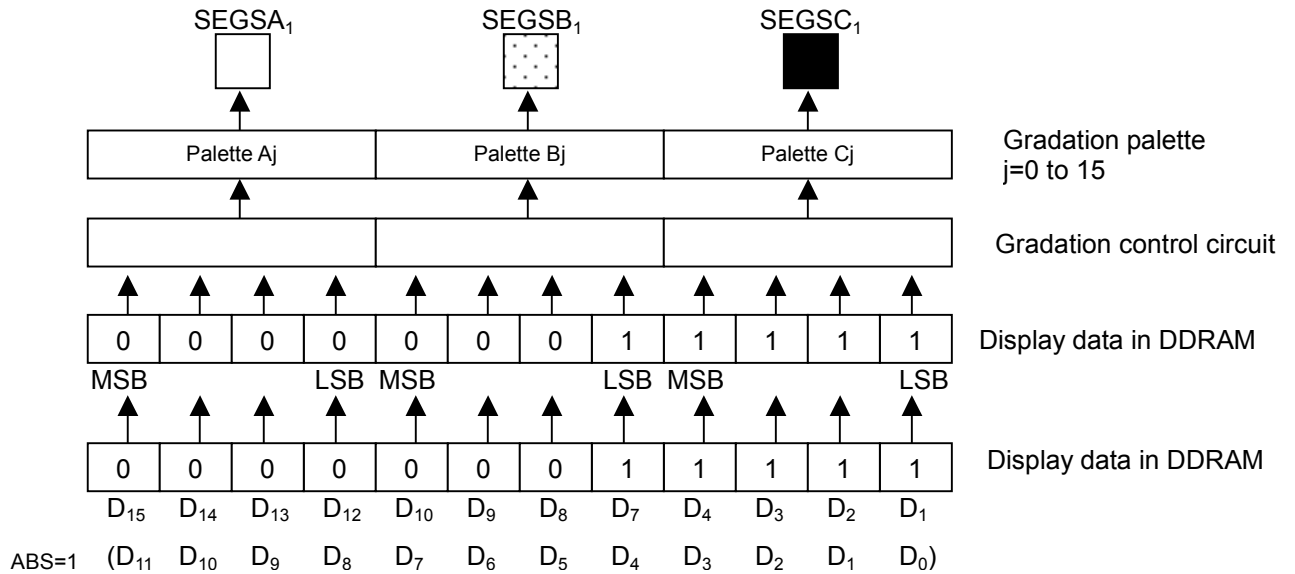 SEGSA₁ SEGSB₁ SEGSC₁
Palette Aj Palette Bj Palette Cj
Gradation palette
j=0 to 15
Gradation control circuit
0 0 0 0 0 0 0 1 1 1 1 1 Display data in DDRAM
MSB LSB MSB LSB MSB LSB
0 0 0 0 0 0 0 1 1 1 1 1 Display data in DDRAM
D₁₅ D₁₄ D₁₃ D₁₂ D₁₀ D₉ D₈ D₇ D₄ D₃ D₂ D₁
ABS=1 (D₁₁ D₁₀ D₉ D₈ D₇ D₆ D₅ D₄ D₃ D₂ D₁ D₀)